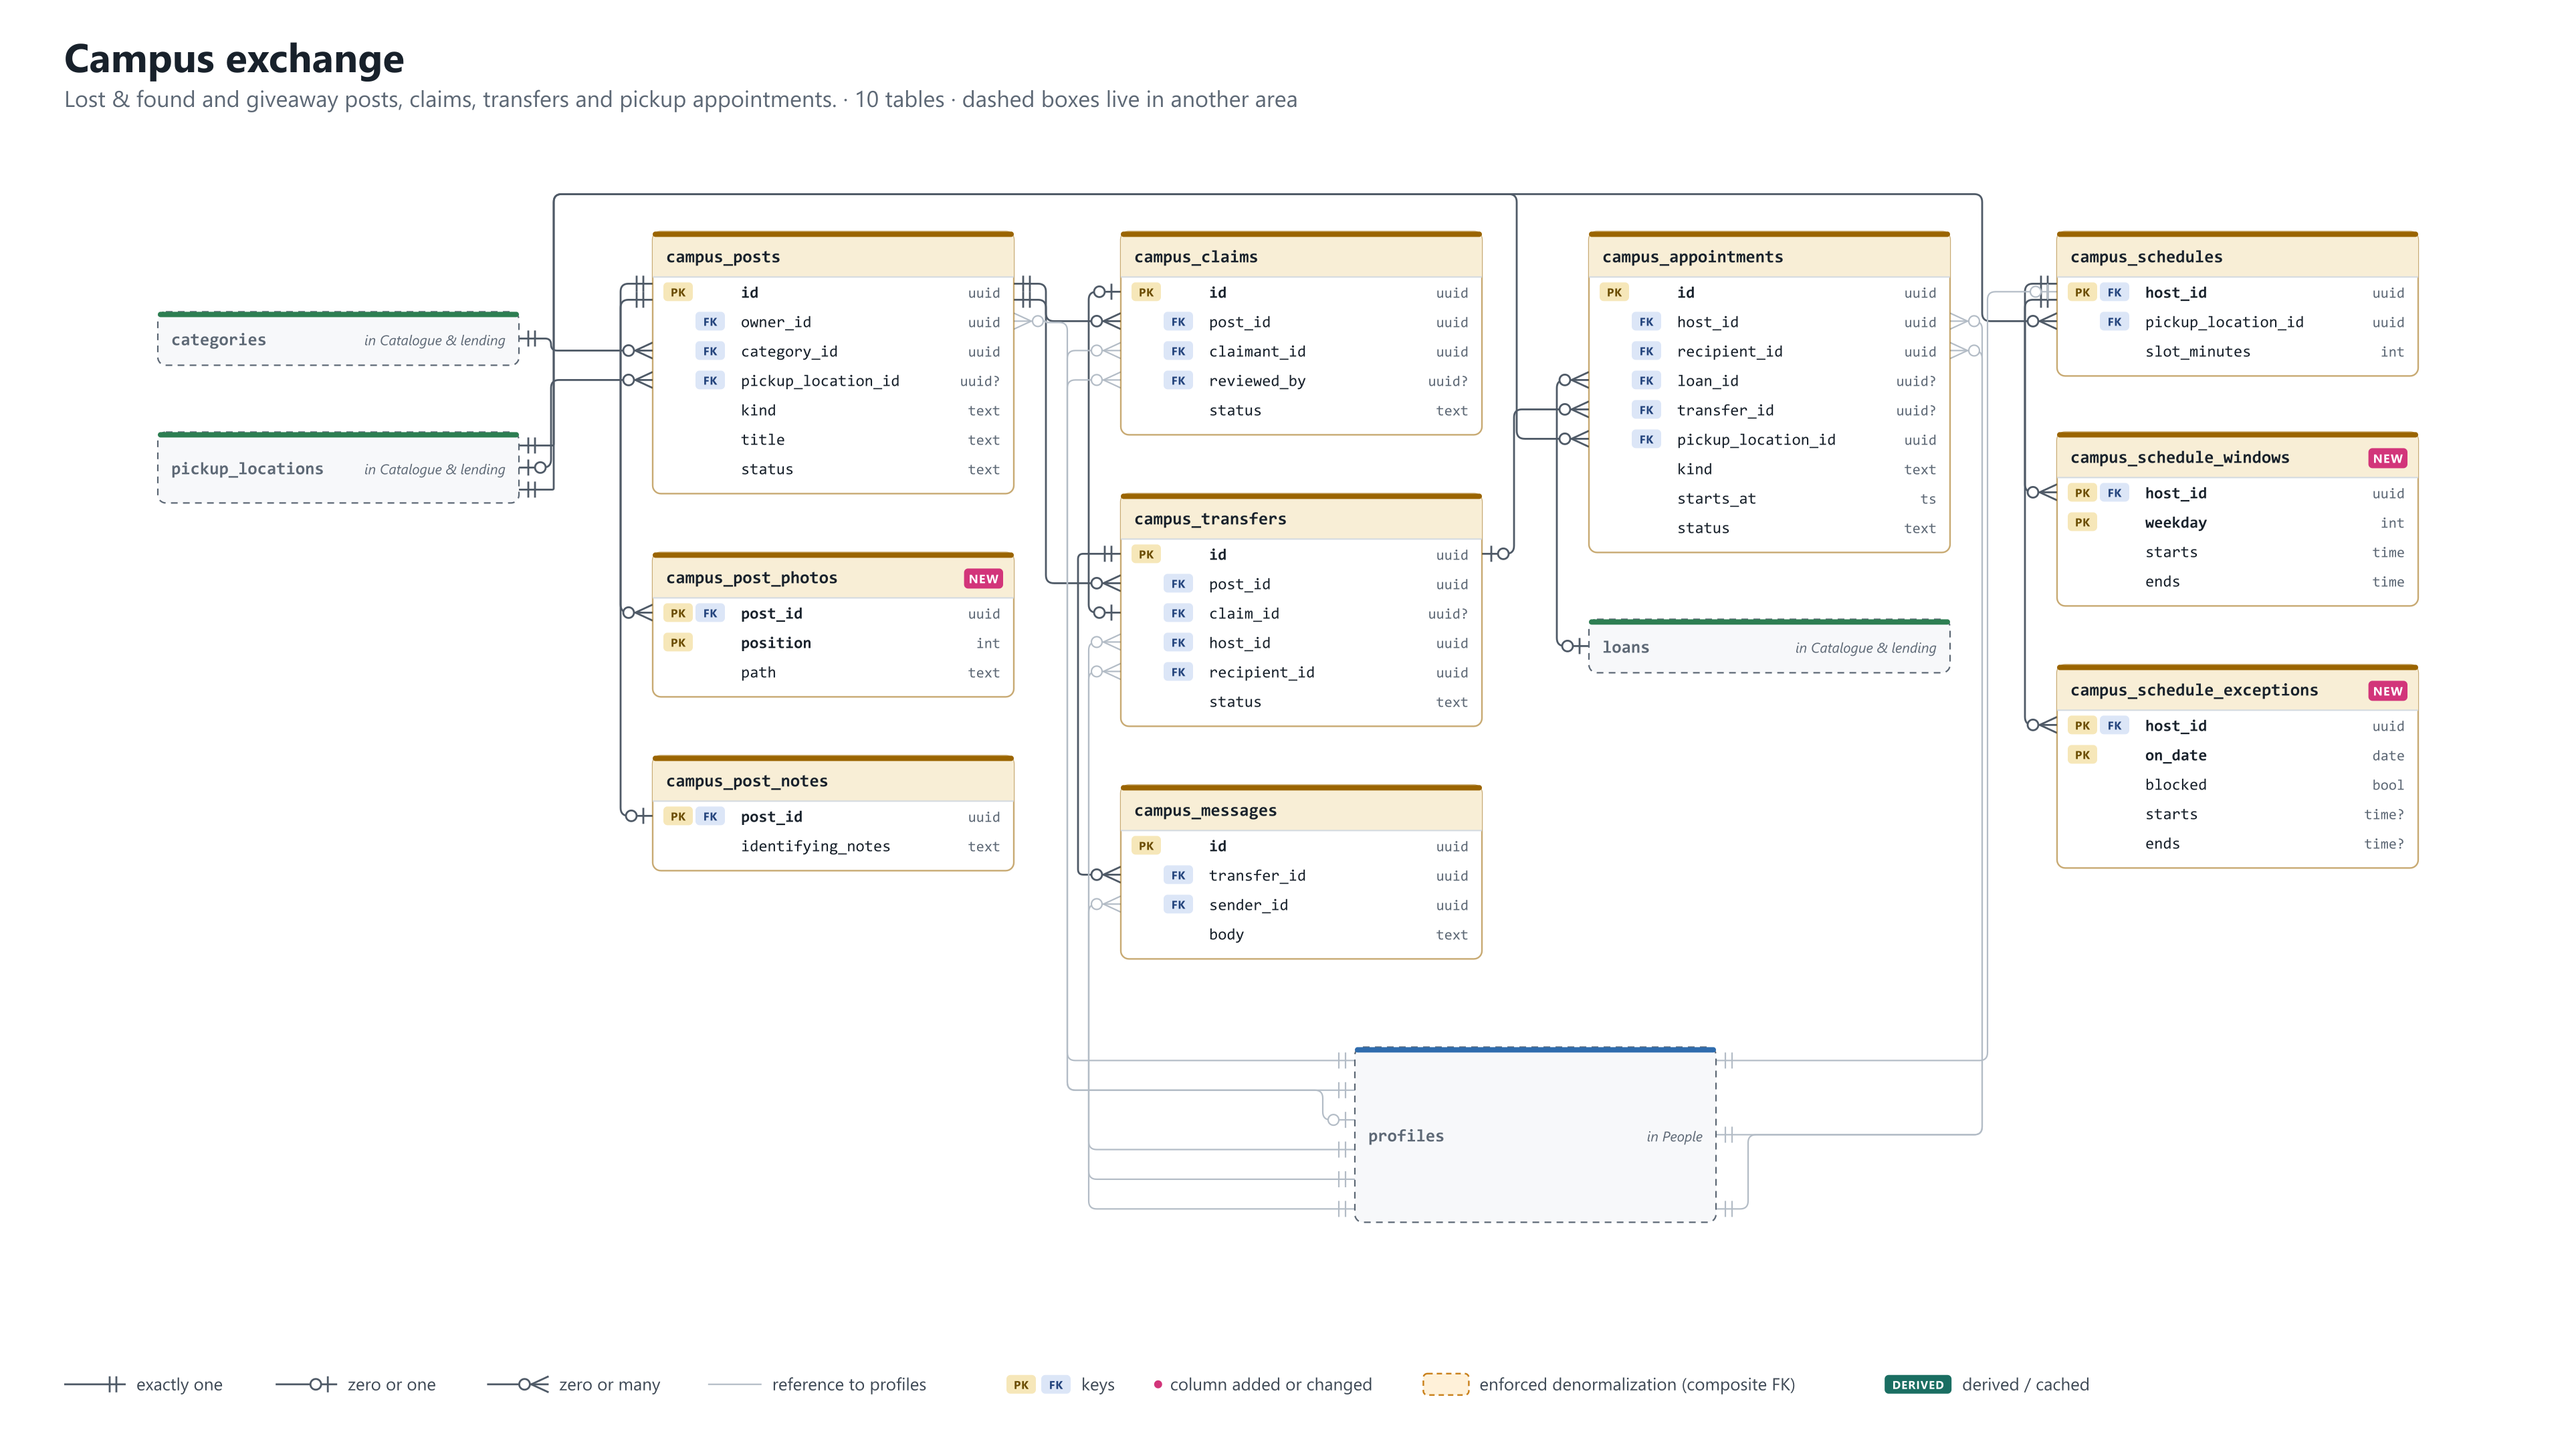 Campus exchange
Lost & found and giveaway posts, claims, transfers and pickup appointments. · 10 tables · dashed boxes live in another area
categories in Catalogue & lending
pickup_locations in Catalogue & lending
campus_posts
PK id uuid
FK owner_id uuid
FK category_id uuid
FK pickup_location_id uuid?
kind text
title text
status text
campus_post_photos NEW
PK FK post_id uuid
PK position int
path text
campus_post_notes
PK FK post_id uuid
identifying_notes text
campus_claims
PK id uuid
FK post_id uuid
FK claimant_id uuid
FK reviewed_by uuid?
status text
campus_transfers
PK id uuid
FK post_id uuid
FK claim_id uuid?
FK host_id uuid
FK recipient_id uuid
status text
campus_messages
PK id uuid
FK transfer_id uuid
FK sender_id uuid
body text
campus_appointments
PK id uuid
FK host_id uuid
FK recipient_id uuid
FK loan_id uuid?
FK transfer_id uuid?
FK pickup_location_id uuid
kind text
starts_at ts
status text
loans in Catalogue & lending
campus_schedules
PK FK host_id uuid
FK pickup_location_id uuid
slot_minutes int
campus_schedule_windows NEW
PK FK host_id uuid
PK weekday int
starts time
ends time
campus_schedule_exceptions NEW
PK FK host_id uuid
PK on_date date
blocked bool
starts time?
ends time?
profiles in People
exactly one
zero or one
zero or many
reference to profiles
PK FK keys
column added or changed
enforced denormalization (composite FK)
DERIVED derived / cached